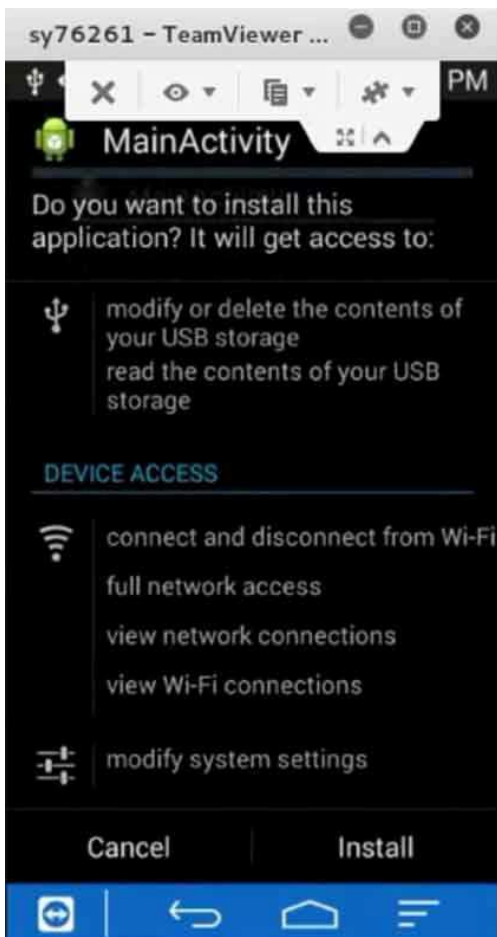 sy76261 – TeamViewer ...
PM
MainActivity
Do you want to install this
application? It will get access to:
modify or delete the contents of
your USB storage
read the contents of your USB
storage
DEVICE ACCESS
connect and disconnect from Wi-Fi
full network access
view network connections
view Wi-Fi connections
modify system settings
Cancel
Install